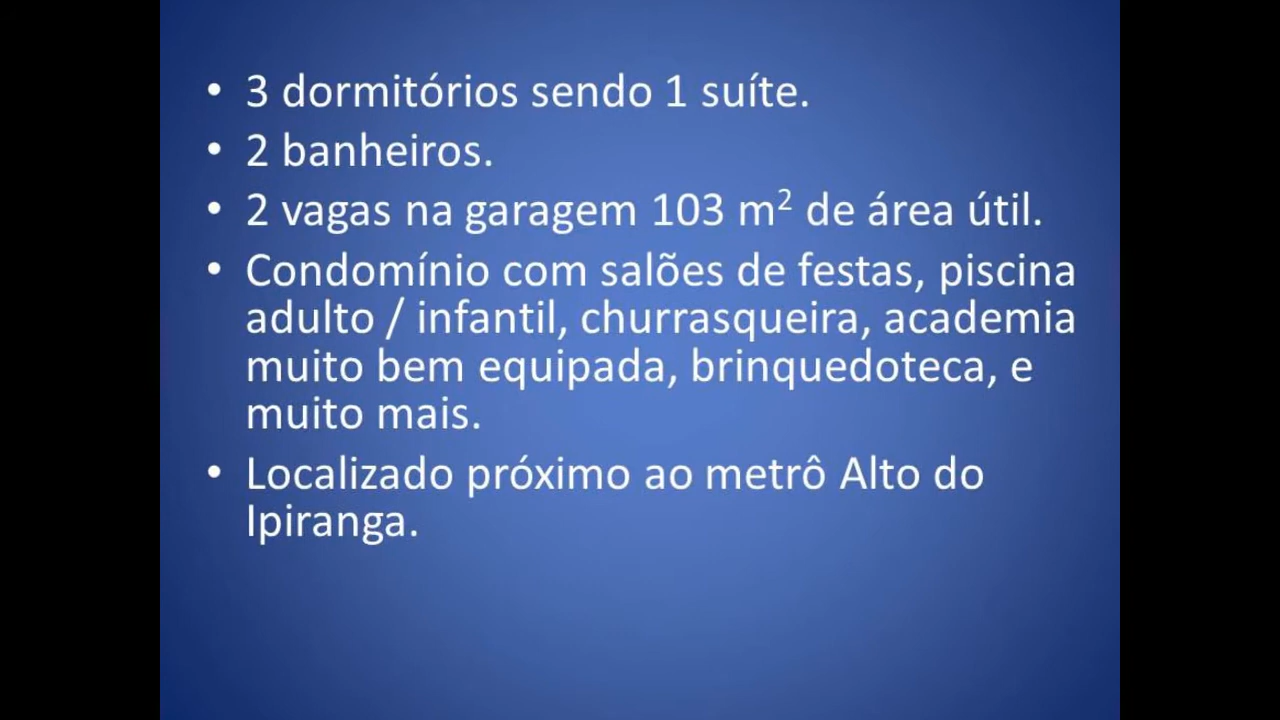 • 3 dormitórios sendo 1 suíte.
• 2 banheiros.
• 2 vagas na garagem 103 m² de área útil.
• Condomínio com salões de festas, piscina
adulto / infantil, churrasqueira, academia
muito bem equipada, brinquedoteca, e
muito mais.
• Localizado próximo ao metrô Alto do
Ipiranga.